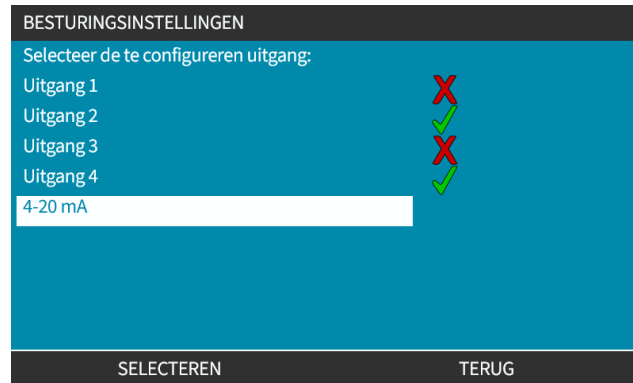 BESTURINGSINSTELLINGEN
Selecteer de te configureren uitgang:
Uitgang 1
Uitgang 2
Uitgang 3
Uitgang 4
4-20 mA
SELECTEREN TERUG